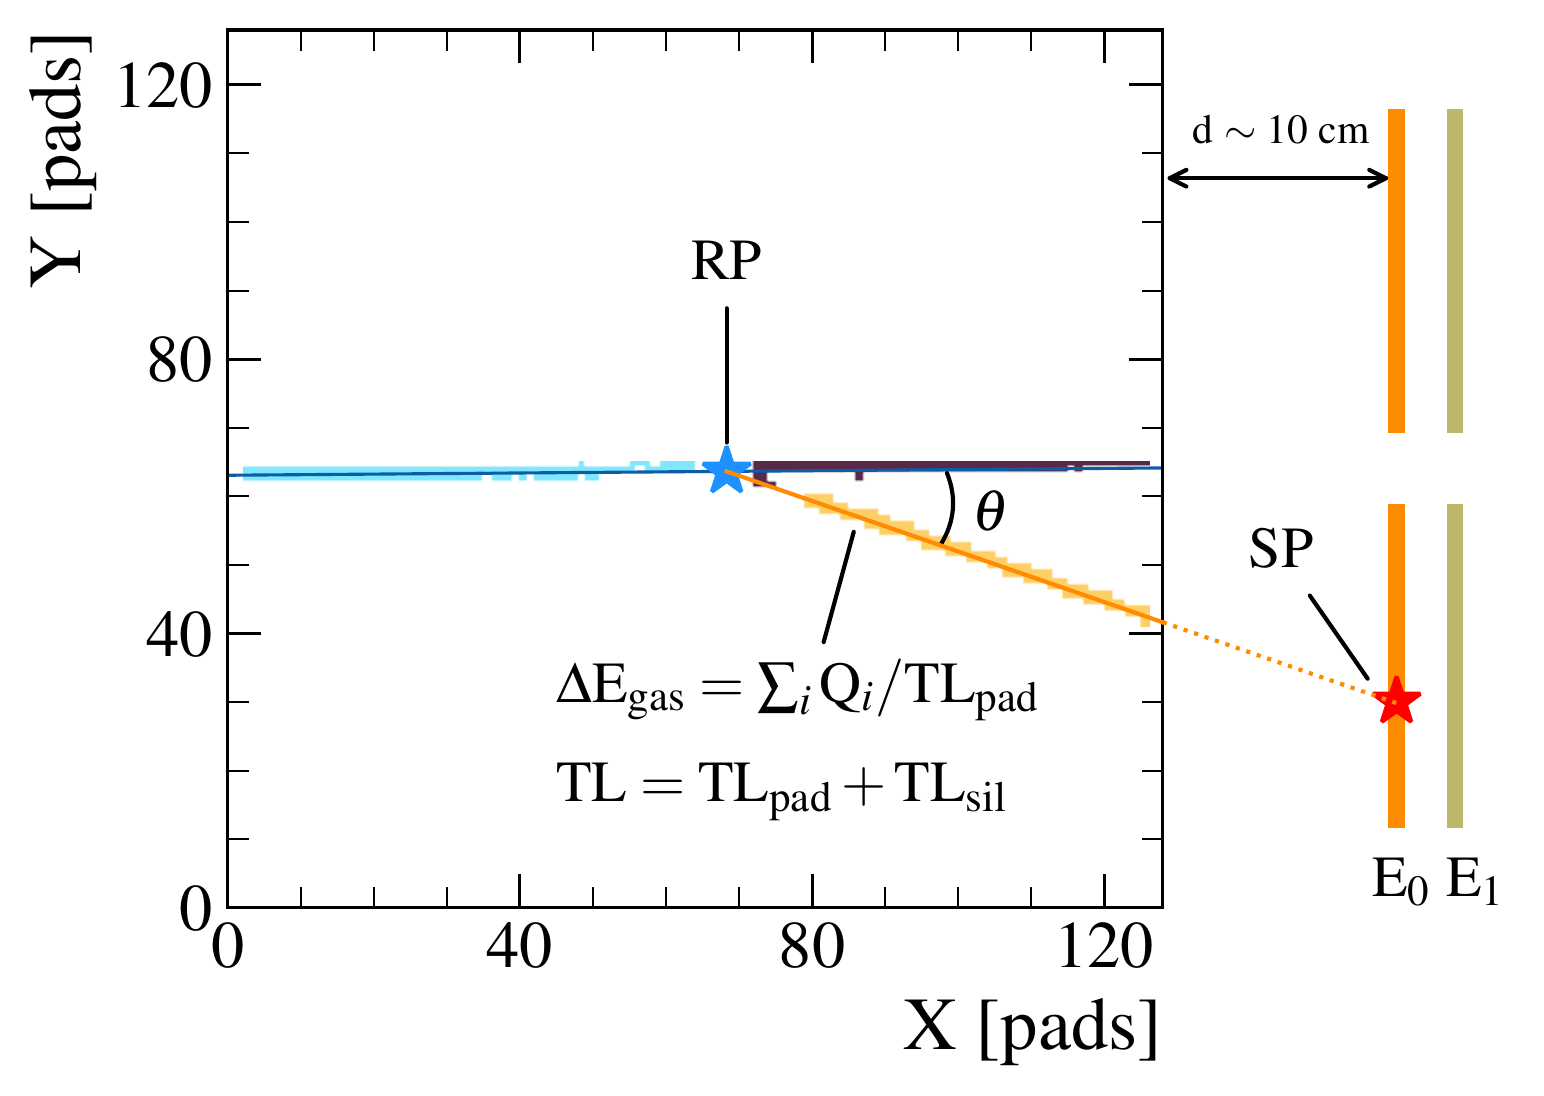 Y [pads]
120
80
40
0
0 40 80 120
X [pads]
d ∼ 10 cm
RP
θ
SP
ΔE_gas = ∑_i Q_i/TL_pad
TL = TL_pad + TL_sil
E_0 E_1